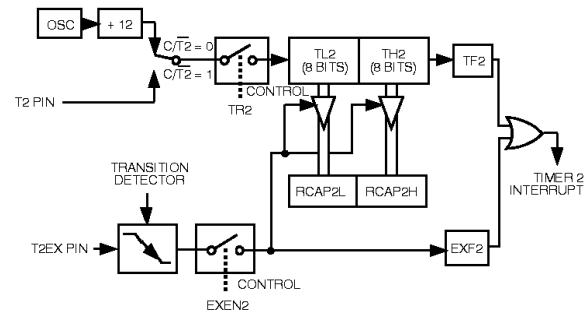 OSC
+ 12
C/T2 = 0
C/T2 = 1
T2 PIN
CONTROL
TR2
TL2
(8 BITS)
TH2
(8 BITS)
TF2
RCAP2L
RCAP2H
TIMER 2
INTERRUPT
TRANSITION
DETECTOR
T2EX PIN
CONTROL
EXEN2
EXF2